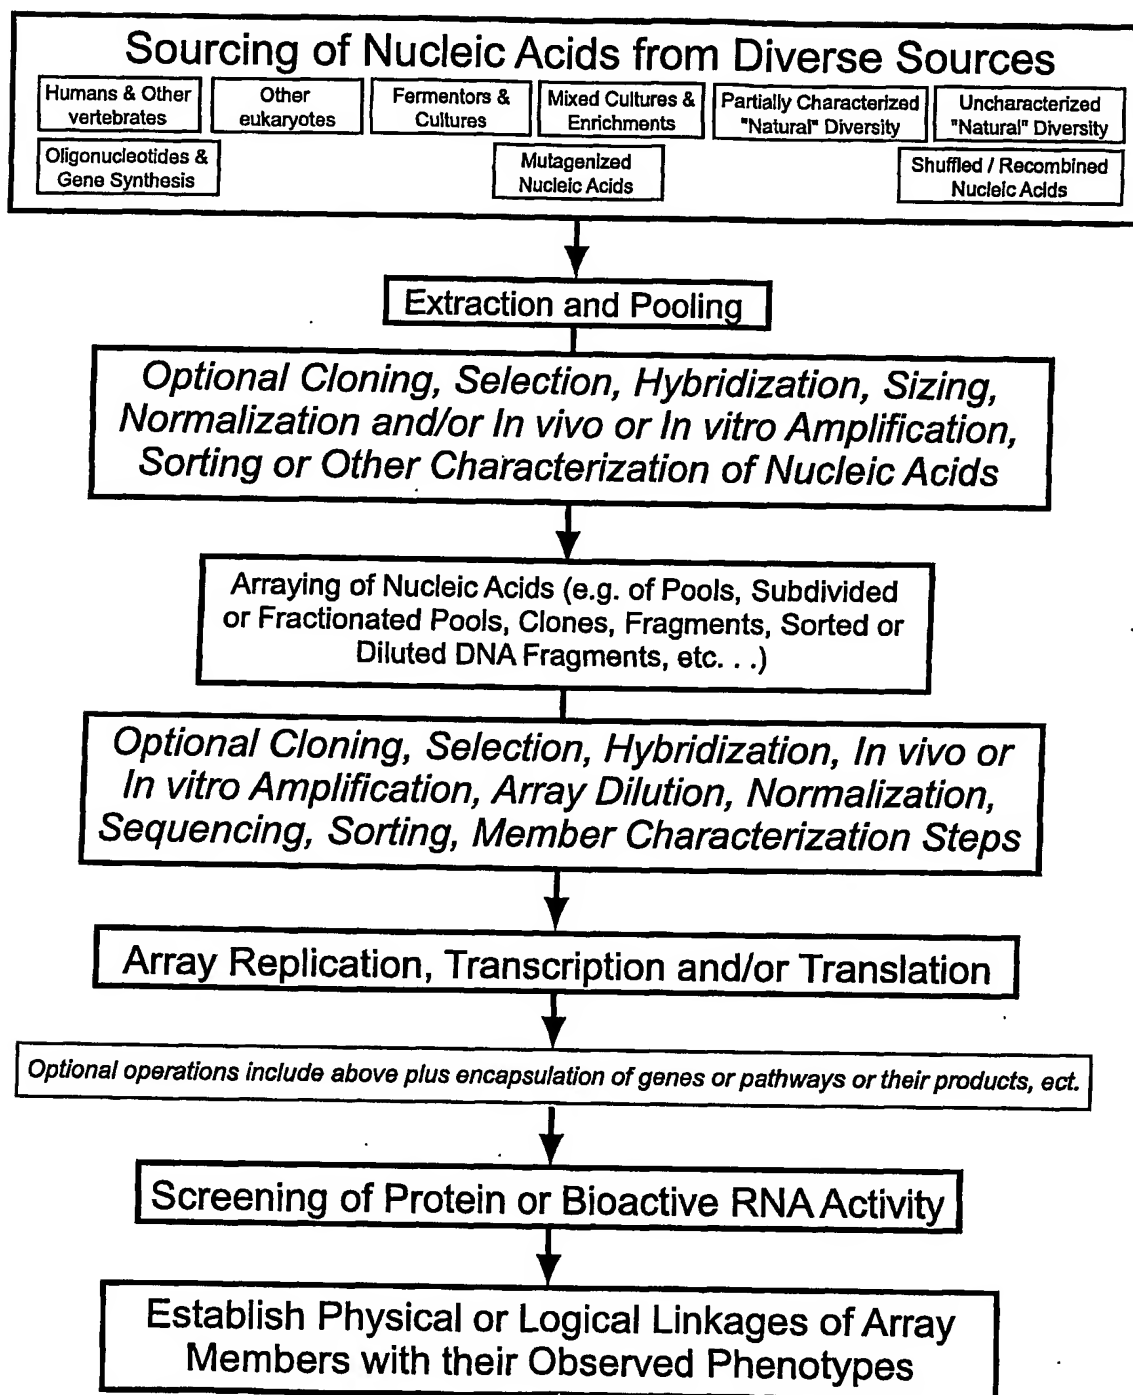 Sourcing of Nucleic Acids from Diverse Sources
Humans & Other
vertebrates
Other
eukaryotes
Fermentors &
Cultures
Mixed Cultures &
Enrichments
Partially Characterized
"Natural" Diversity
Uncharacterized
"Natural" Diversity
Oligonucleotides &
Gene Synthesis
Mutagenized
Nucleic Acids
Shuffled / Recombined
Nucleic Acids
Extraction and Pooling
Optional Cloning, Selection, Hybridization, Sizing,
Normalization and/or In vivo or In vitro Amplification,
Sorting or Other Characterization of Nucleic Acids
Arraying of Nucleic Acids (e.g. of Pools, Subdivided
or Fractionated Pools, Clones, Fragments, Sorted or
Diluted DNA Fragments, etc. . .)
Optional Cloning, Selection, Hybridization, In vivo or
In vitro Amplification, Array Dilution, Normalization,
Sequencing, Sorting, Member Characterization Steps
Array Replication, Transcription and/or Translation
Optional operations include above plus encapsulation of genes or pathways or their products, ect.
Screening of Protein or Bioactive RNA Activity
Establish Physical or Logical Linkages of Array
Members with their Observed Phenotypes